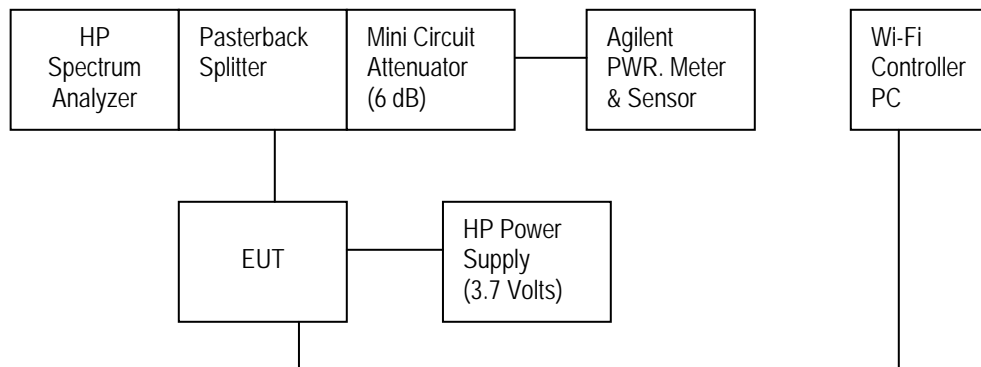 HP
Spectrum
Analyzer
Pasterback
Splitter
Mini Circuit
Attenuator
(6 dB)
Agilent
PWR. Meter
& Sensor
Wi-Fi
Controller
PC
EUT
HP Power
Supply
(3.7 Volts)